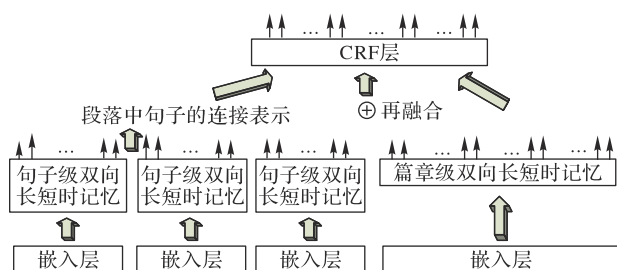 … … …
CRF层
段落中句子的连接表示
⊕再融合
… … … … … …
句子级双向
长短时记忆
句子级双向
长短时记忆
句子级双向
长短时记忆
篇章级双向长短时记忆
嵌入层
嵌入层
嵌入层
嵌入层